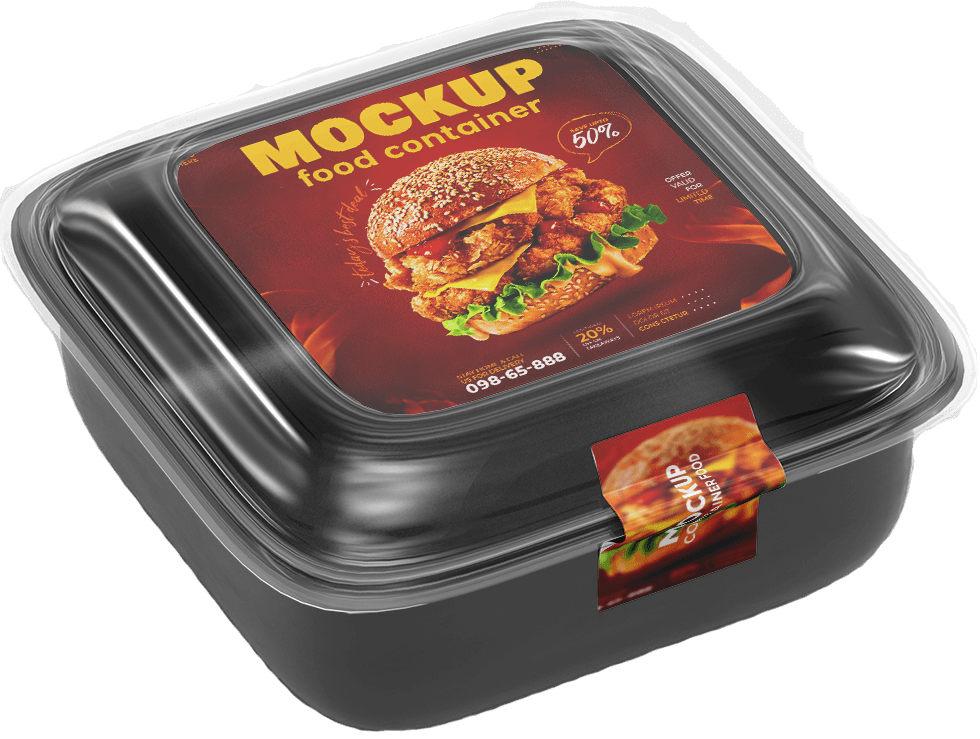 MOCKUP
food container
SAVE UPTO
50%
OFFER
VALID
FOR
LIMITED
TIME
today's best deal
LOREM IPSUM
DOLOR SIT
CONS CTETUR
20%
TAKEAWAYS
STAY HOME & CALL
US FOR DELIVERY
098-65-888
MOCKUP
CONTAINER FOOD